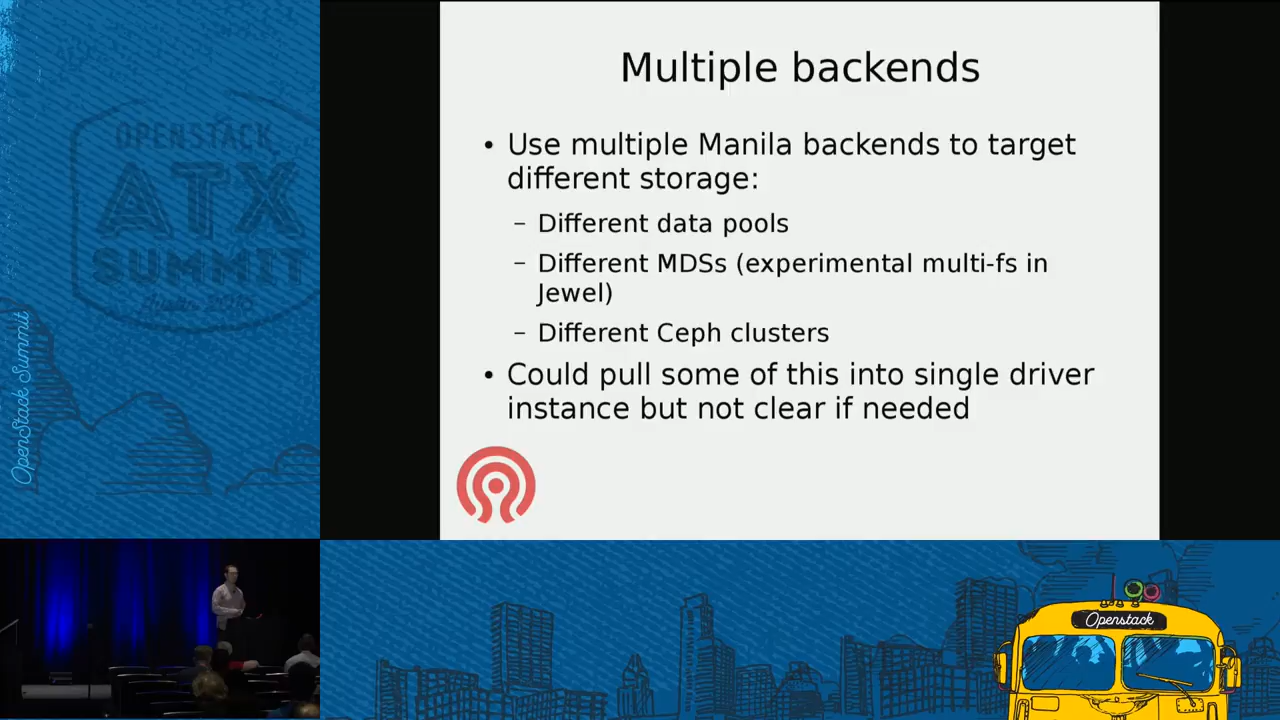 Multiple backends
• Use multiple Manila backends to target
different storage:
– Different data pools
– Different MDSs (experimental multi-fs in
Jewel)
– Different Ceph clusters
• Could pull some of this into single driver
instance but not clear if needed
OPENSTACK
ATX
SUMMIT
Austin 2016
OpenStack Summit
Openstack